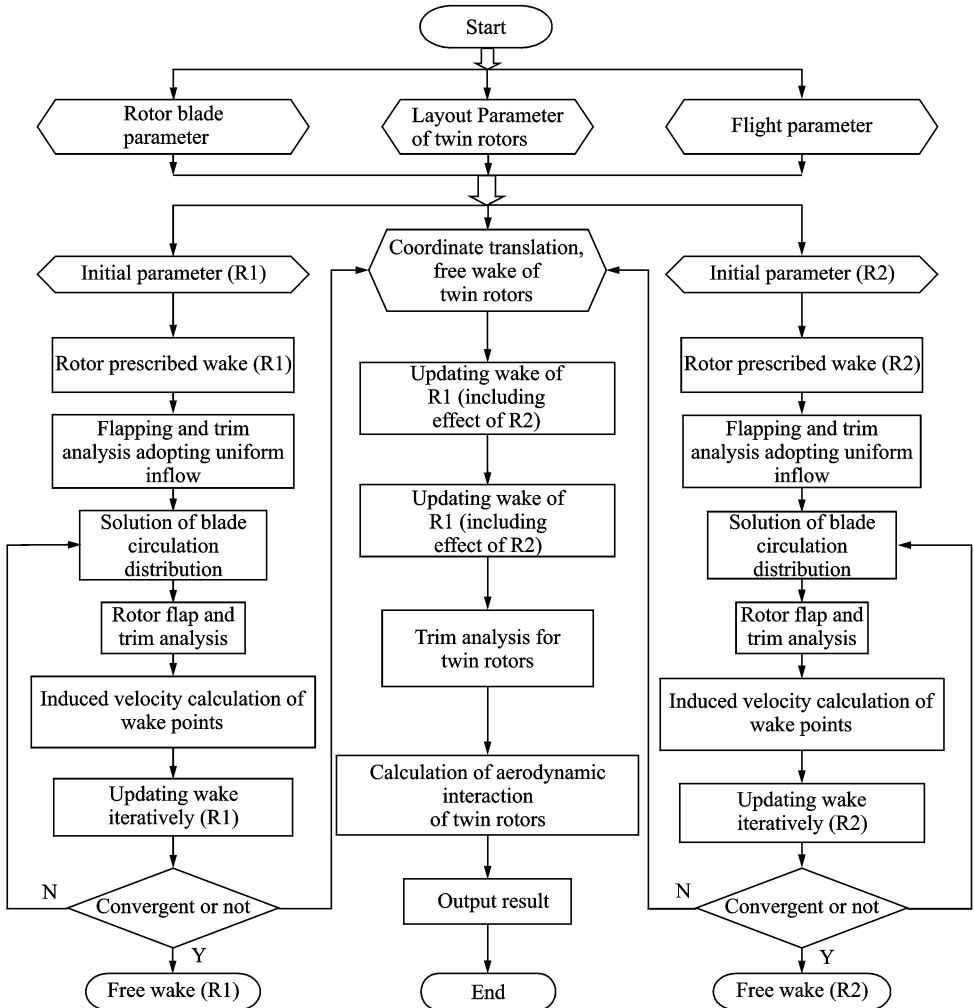 Start
Rotor blade
parameter
Layout Parameter
of twin rotors
Flight parameter
Initial parameter (R1)
Coordinate translation,
free wake of
twin rotors
Initial parameter (R2)
Rotor prescribed wake (R1)
Flapping and trim
analysis adopting uniform
inflow
Solution of blade
circulation
distribution
Rotor flap and
trim analysis
Induced velocity calculation of
wake points
Updating wake
iteratively (R1)
N
Convergent or not
Y
Free wake (R1)
Updating wake of
R1 (including
effect of R2)
Updating wake of
R1 (including
effect of R2)
Trim analysis for
twin rotors
Calculation of aerodynamic
interaction
of twin rotors
Output result
End
Rotor prescribed wake (R2)
Flapping and trim
analysis adopting uniform
inflow
Solution of blade
circulation
distribution
Rotor flap and
trim analysis
Induced velocity calculation of
wake points
Updating wake
iteratively (R2)
N
Convergent or not
Y
Free wake (R2)